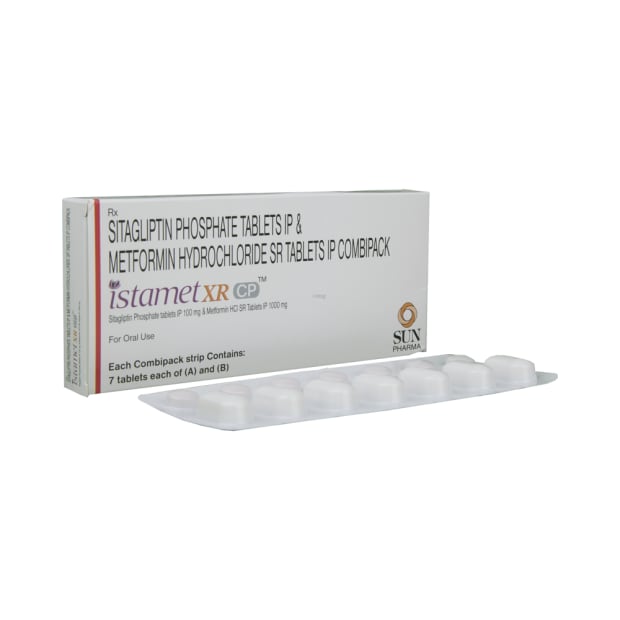 Rx
SITAGLIPTIN PHOSPHATE TABLETS IP &
METFORMIN HYDROCHLORIDE SR TABLETS IP COMBIPACK
istamet XR CP™
Sitagliptin Phosphate tablets IP 100 mg & Metformin HCl SR Tablets IP 1000 mg
For Oral Use
Each Combipack strip Contains:
7 tablets each of (A) and (B)
SUN
PHARMA
istamet XR